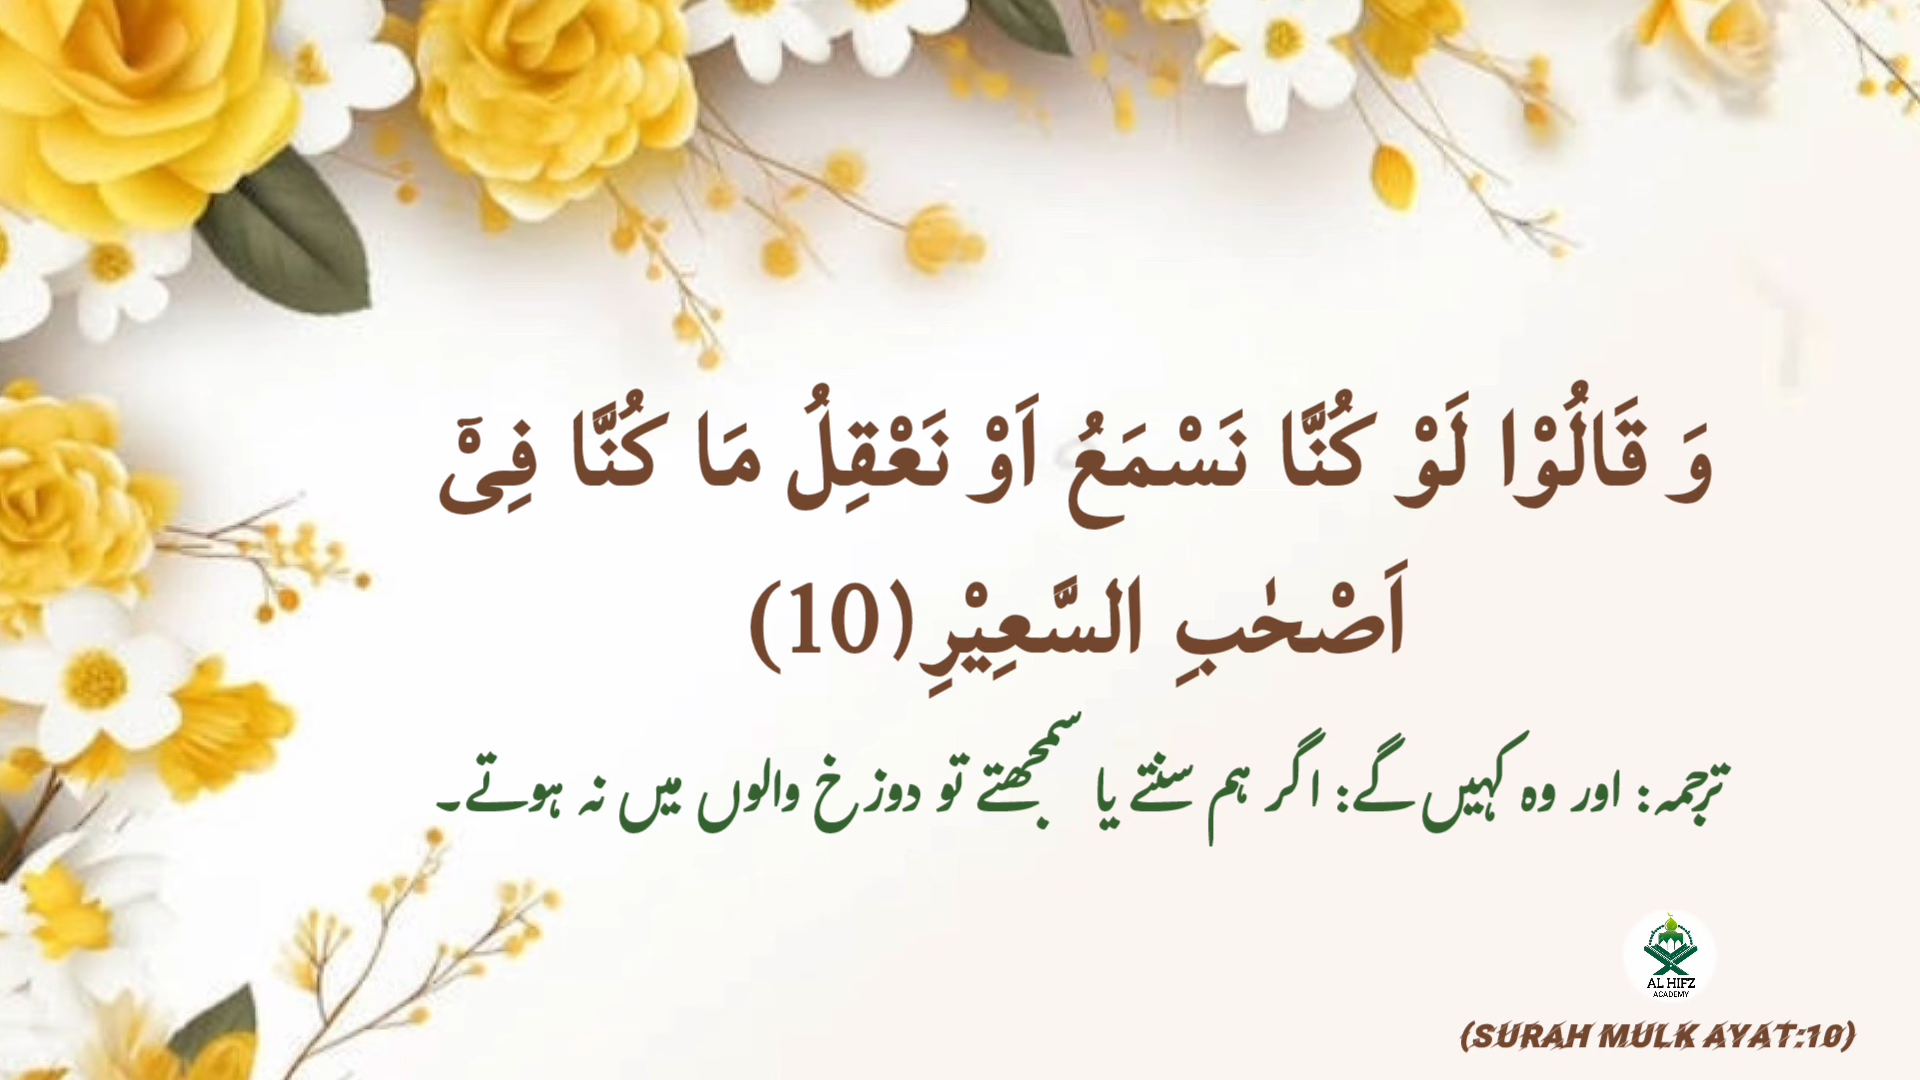 وَ قَالُوْا لَوْ كُنَّا نَسْمَعُ اَوْ نَعْقِلُ مَا كُنَّا فِیْۤ
اَصْحٰبِ السَّعِیْرِ(10)
ترجمہ: اور وہ کہیں گے: اگر ہم سنتے یا سمجھتے تو دوزخ والوں میں نہ ہوتے۔
AL HIFZ
ACADEMY
(SURAH MULK AYAT:10)